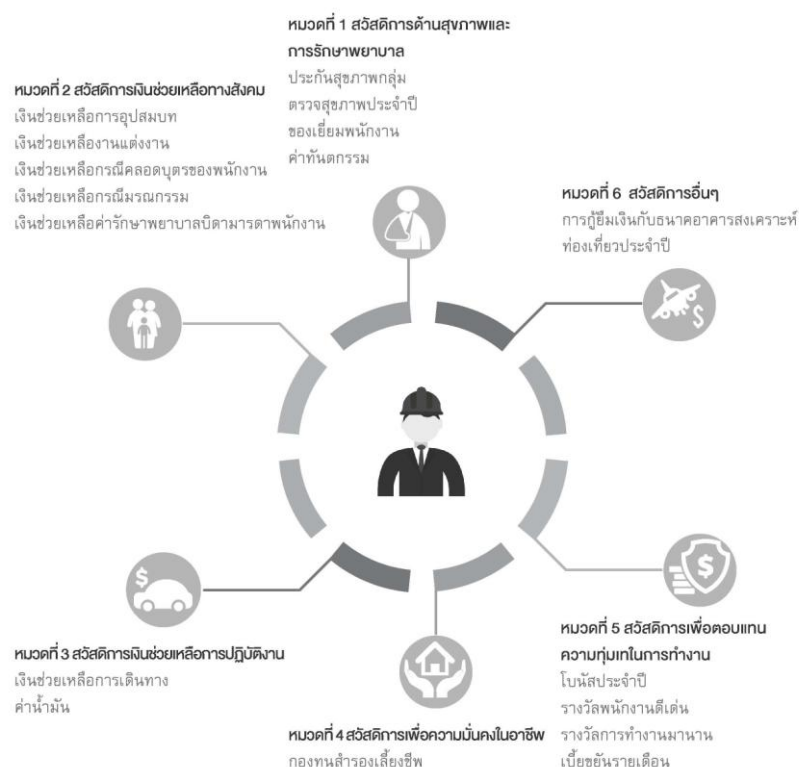 หมวดที่ 1 สวัสดิการด้านสุขภาพและ
การรักษาพยาบาล
ประกันสุขภาพกลุ่ม
ตรวจสุขภาพประจำปี
ของเยี่ยมพนักงาน
ค่าทันตกรรม
หมวดที่ 2 สวัสดิการเงินช่วยเหลือทางสังคม
เงินช่วยเหลือการอุปสมบท
เงินช่วยเหลืองานแต่งงาน
เงินช่วยเหลือกรณีคลอดบุตรของพนักงาน
เงินช่วยเหลือกรณีมรณกรรม
เงินช่วยเหลือค่ารักษาพยาบาลบิดามารดาพนักงาน
หมวดที่ 6 สวัสดิการอื่นๆ
การกู้ยืมเงินกับธนาคอาคารสงเคราะห์
ท่องเที่ยวประจำปี
$
$
$
หมวดที่ 3 สวัสดิการเงินช่วยเหลือการปฏิบัติงาน
เงินช่วยเหลือการเดินทาง
ค่าน้ำมัน
หมวดที่ 4 สวัสดิการเพื่อความมั่นคงในอาชีพ
กองทุนสำรองเลี้ยงชีพ
หมวดที่ 5 สวัสดิการเพื่อตอบแทน
ความทุ่มเทในการทำงาน
โบนัสประจำปี
รางวัลพนักงานดีเด่น
รางวัลการทำงานมานาน
เบี้ยขยันรายเดือน